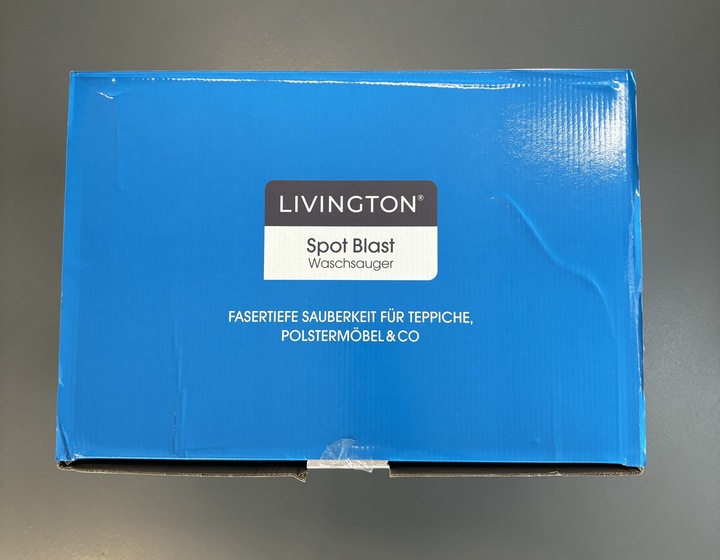 LIVINGTON®
Spot Blast
Waschsauger
FASERTIEFE SAUBERKEIT FÜR TEPPICHE,
POLSTERMÖBEL & CO